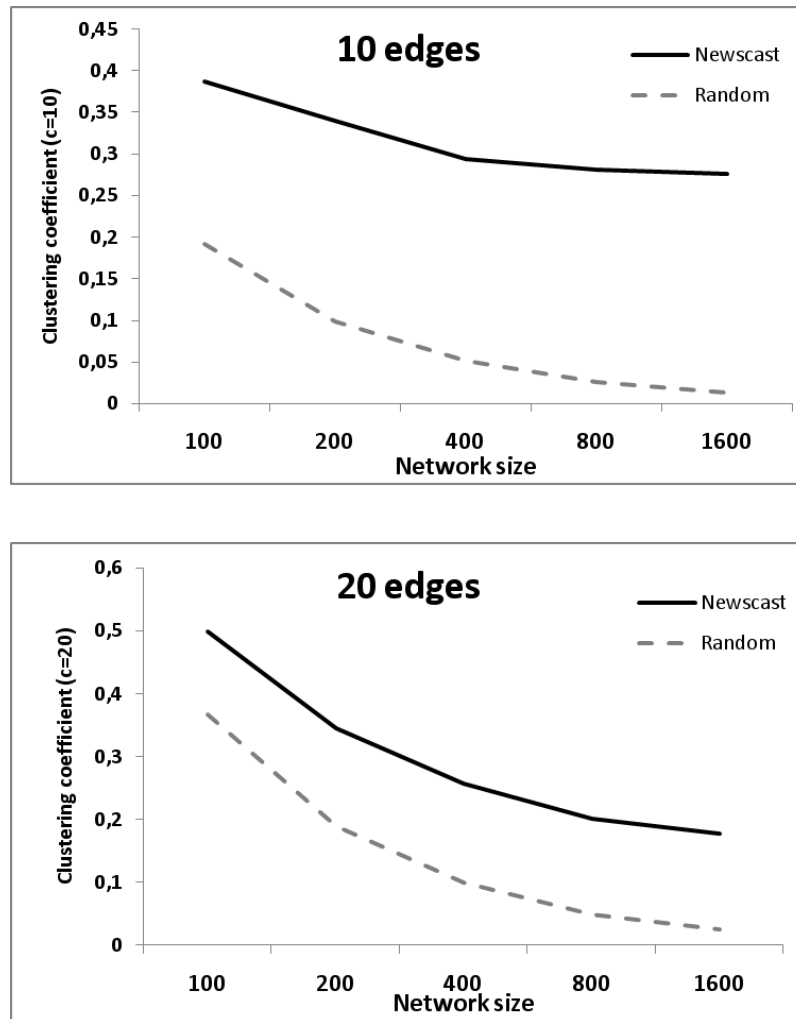 10 edges
Newscast
Random
Clustering coefficient (c=10)
0,45
0,4
0,35
0,3
0,25
0,2
0,15
0,1
0,05
0
100 200 400 800 1600
Network size
20 edges
Newscast
Random
Clustering coefficient (c=20)
0,6
0,5
0,4
0,3
0,2
0,1
0
100 200 400 800 1600
Network size